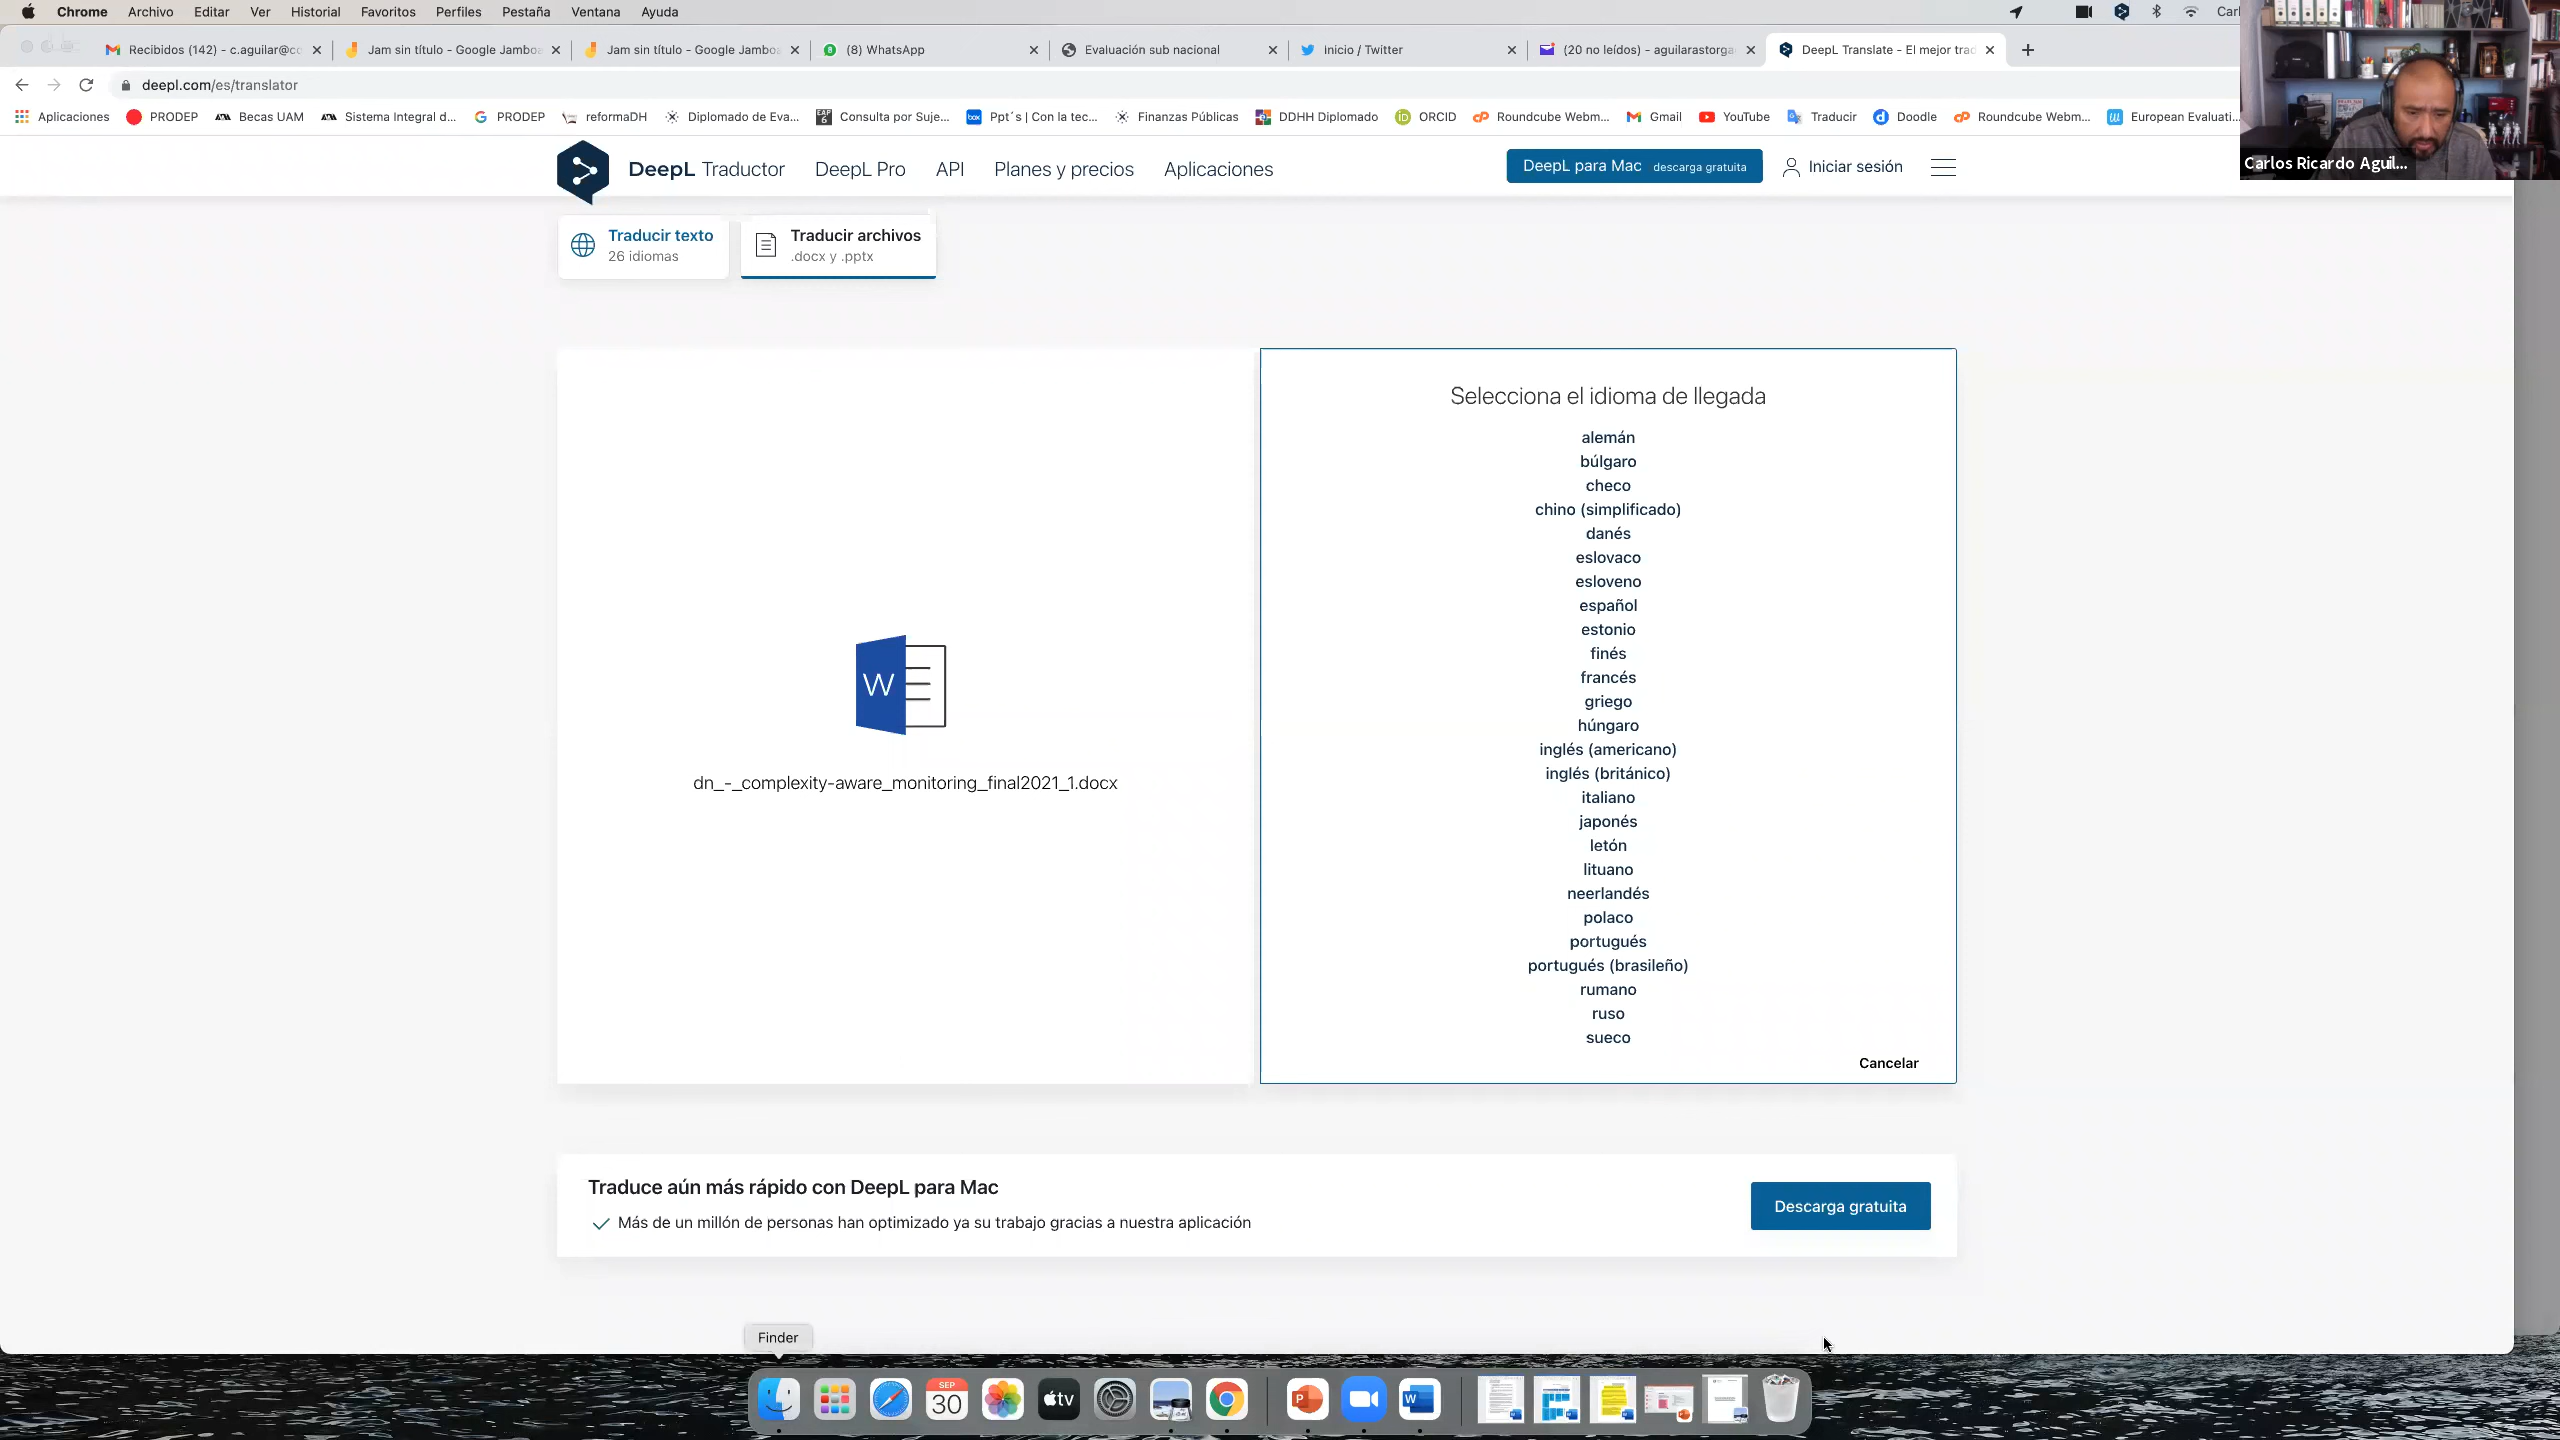 Chrome Archivo Editar Ver Historial Favoritos Perfiles Pestaña Ventana Ayuda
Recibidos (142) - c.aguilar@cc
Jam sin título - Google Jamboa
Jam sin título - Google Jamboa
(8) WhatsApp
Evaluación sub nacional
Inicio / Twitter
(20 no leídos) - aguilarastorga
DeepL Translate – El mejor trad
deepl.com/es/translator
Aplicaciones PRODEP Becas UAM Sistema Integral d... PRODEP reformaDH Diplomado de Eva... Consulta por Suje... Ppt´s | Con la tec... Finanzas Públicas DDHH Diplomado ORCID Roundcube Webm... Gmail YouTube Traducir Doodle Roundcube Webm... European Evaluati...
Carlos Ricardo Aguil...
DeepL Traductor DeepL Pro API Planes y precios Aplicaciones
DeepL para Mac descarga gratuita
Iniciar sesión
Traducir texto
26 idiomas
Traducir archivos
.docx y .pptx
W
dn_-_complexity-aware_monitoring_final2021_1.docx
Selecciona el idioma de llegada
alemán
búlgaro
checo
chino (simplificado)
danés
eslovaco
esloveno
español
estonio
finés
francés
griego
húngaro
inglés (americano)
inglés (británico)
italiano
japonés
letón
lituano
neerlandés
polaco
portugués
portugués (brasileño)
rumano
ruso
sueco
Cancelar
Traduce aún más rápido con DeepL para Mac
Más de un millón de personas han optimizado ya su trabajo gracias a nuestra aplicación
Descarga gratuita
Finder
SEP
30
tv
P
W